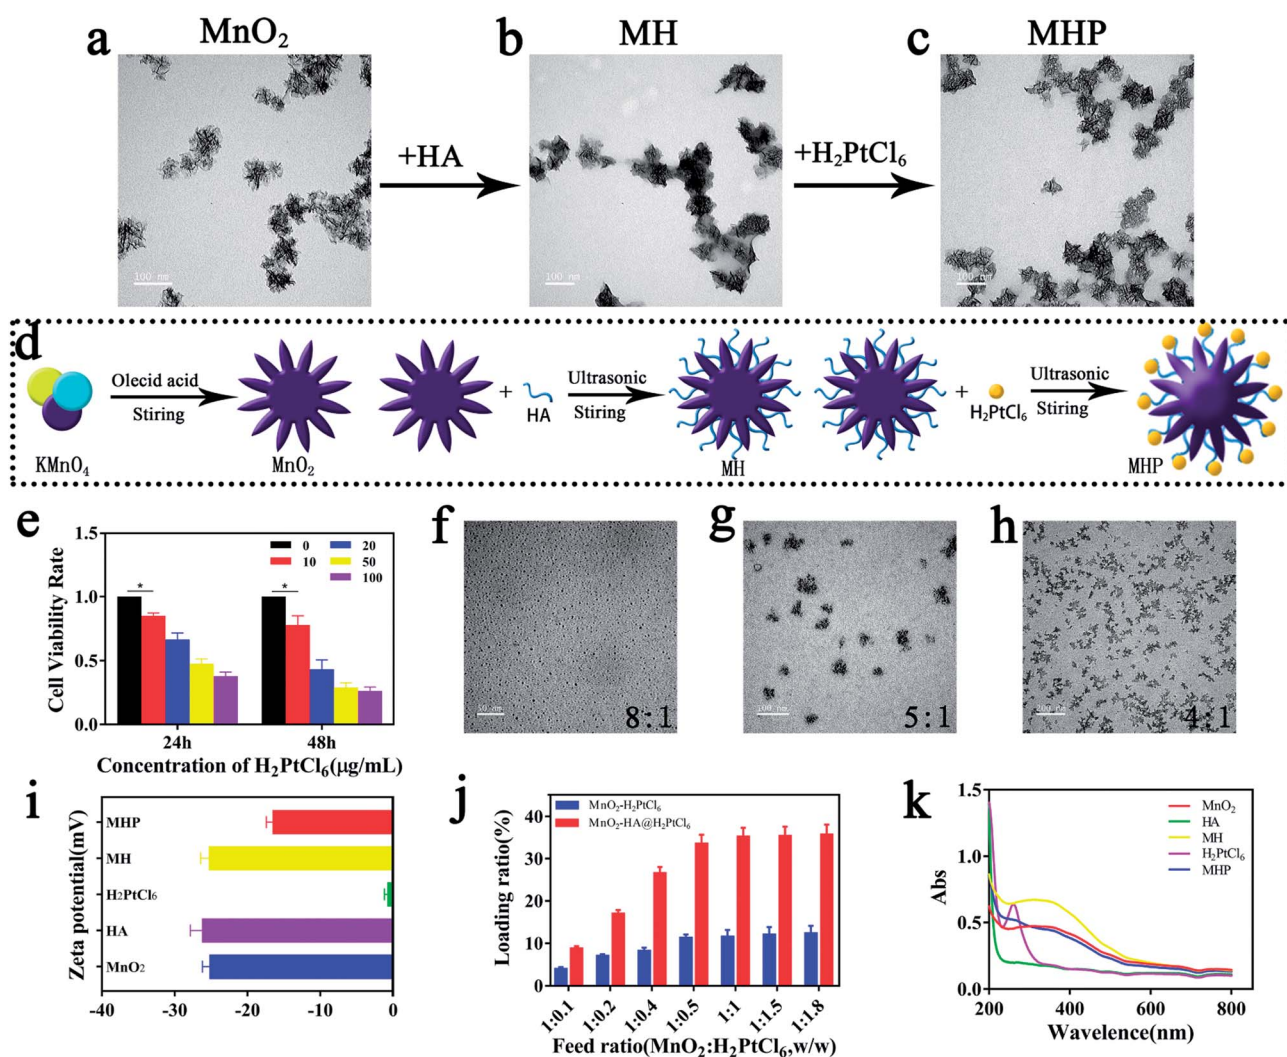 a
MnO₂
b
MH
c
MHP
+HA
+H₂PtCl₆
100 nm
100 nm
100 nm
d
Olecid acid
Stiring
KMnO₄
MnO₂
+
HA
Ultrasonic
Stiring
MH
+
H₂PtCl₆
Ultrasonic
Stiring
MHP
e
Cell Viability Rate
1.5
1.0
0.5
0.0
0
10
20
50
100
*
*
24h
48h
Concentration of H₂PtCl₆(μg/mL)
f
50 nm
8:1
g
100 nm
5:1
h
200 nm
4:1
i
Zeta potential(mV)
MHP
MH
H₂PtCl₆
HA
MnO₂
-40
-30
-20
-10
0
j
Loading ratio(%)
40
30
20
10
0
MnO₂-H₂PtCl₆
MnO₂-HA@H₂PtCl₆
1:0.1
1:0.2
1:0.4
1:0.5
1:1
1:1.5
1:1.8
Feed ratio(MnO₂:H₂PtCl₆,w/w)
k
Abs
1.5
1.0
0.5
0.0
MnO₂
HA
MH
H₂PtCl₆
MHP
200
400
600
800
Wavelence(nm)